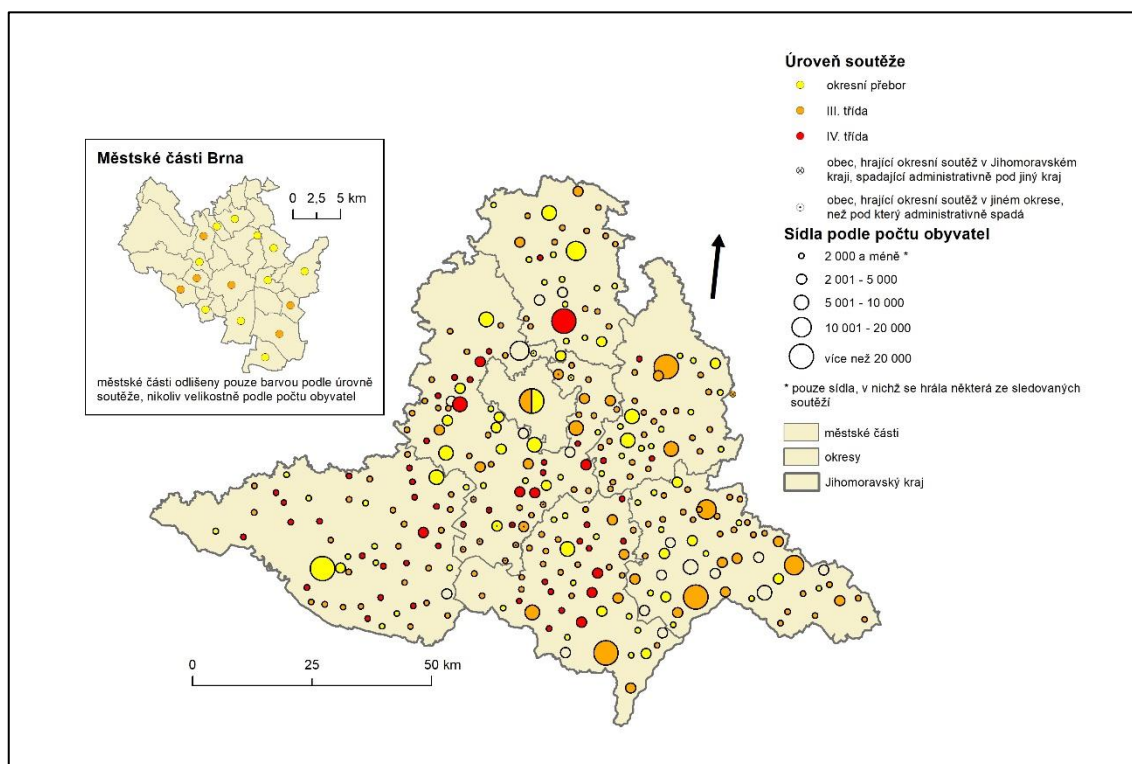 Městské části Brna
0 2,5 5 km
městské části odlišeny pouze barvou podle úrovně
soutěže, nikoliv velikostně podle počtu obyvatel
Úroveň soutěže
okresní přebor
III. třída
IV. třída
obec, hrající okresní soutěž v Jihomoravském
kraji, spadající administrativně pod jiný kraj
obec, hrající okresní soutěž v jiném okrese,
než pod který administrativně spadá
Sídla podle počtu obyvatel
2 000 a méně *
2 001 - 5 000
5 001 - 10 000
10 001 - 20 000
více než 20 000
* pouze sídla, v nichž se hrála některá ze sledovaných
soutěží
městské části
okresy
Jihomoravský kraj
0 25 50 km